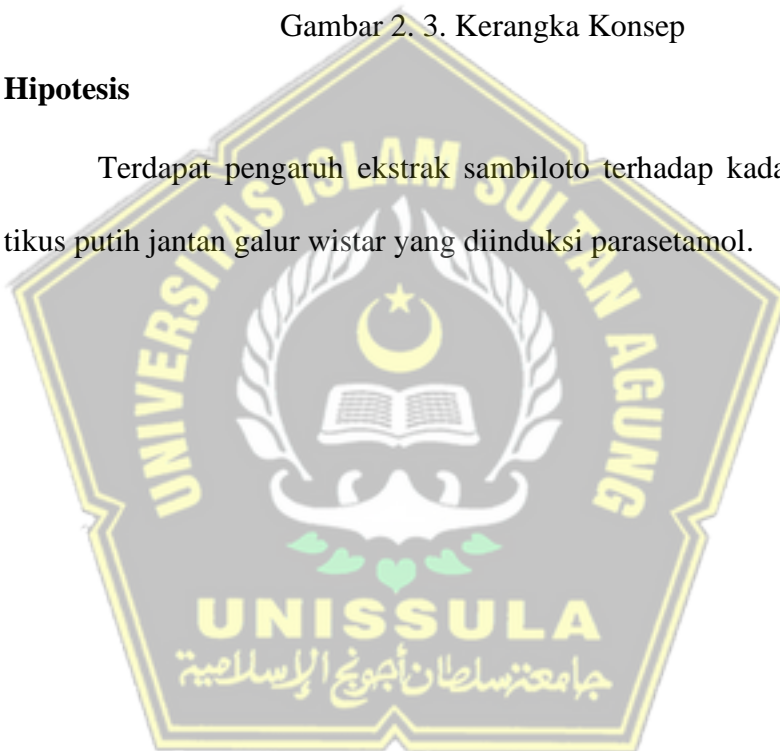 Gambar 2. 3. Kerangka Konsep
Hipotesis
Terdapat pengaruh ekstrak sambiloto terhadap kada
tikus putih jantan galur wistar yang diinduksi parasetamol.
UNIVERSITAS ISLAM SULTAN AGUNG
UNISSULA
جامعة سلطان أجونج الإسلامية